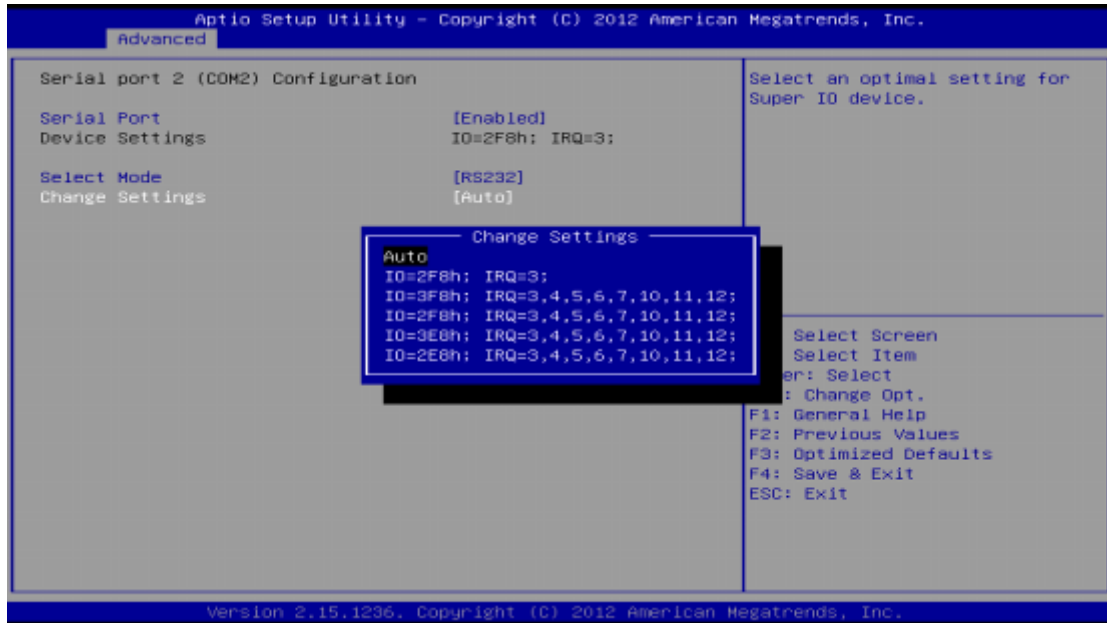 Aptio Setup Utility – Copyright (C) 2012 American Megatrends, Inc.
Advanced
Serial port 2 (COM2) Configuration
Serial Port [Enabled]
Device Settings IO=2F8h; IRQ=3;
Select Mode [RS232]
Change Settings [Auto]
Change Settings
Auto
IO=2F8h; IRQ=3;
IO=3F8h; IRQ=3,4,5,6,7,10,11,12;
IO=2F8h; IRQ=3,4,5,6,7,10,11,12;
IO=3E8h; IRQ=3,4,5,6,7,10,11,12;
IO=2E8h; IRQ=3,4,5,6,7,10,11,12;
Select an optimal setting for
Super IO device.
Select Screen
Select Item
er: Select
: Change Opt.
F1: General Help
F2: Previous Values
F3: Optimized Defaults
F4: Save & Exit
ESC: Exit
Version 2.15.1236. Copyright (C) 2012 American Megatrends, Inc.